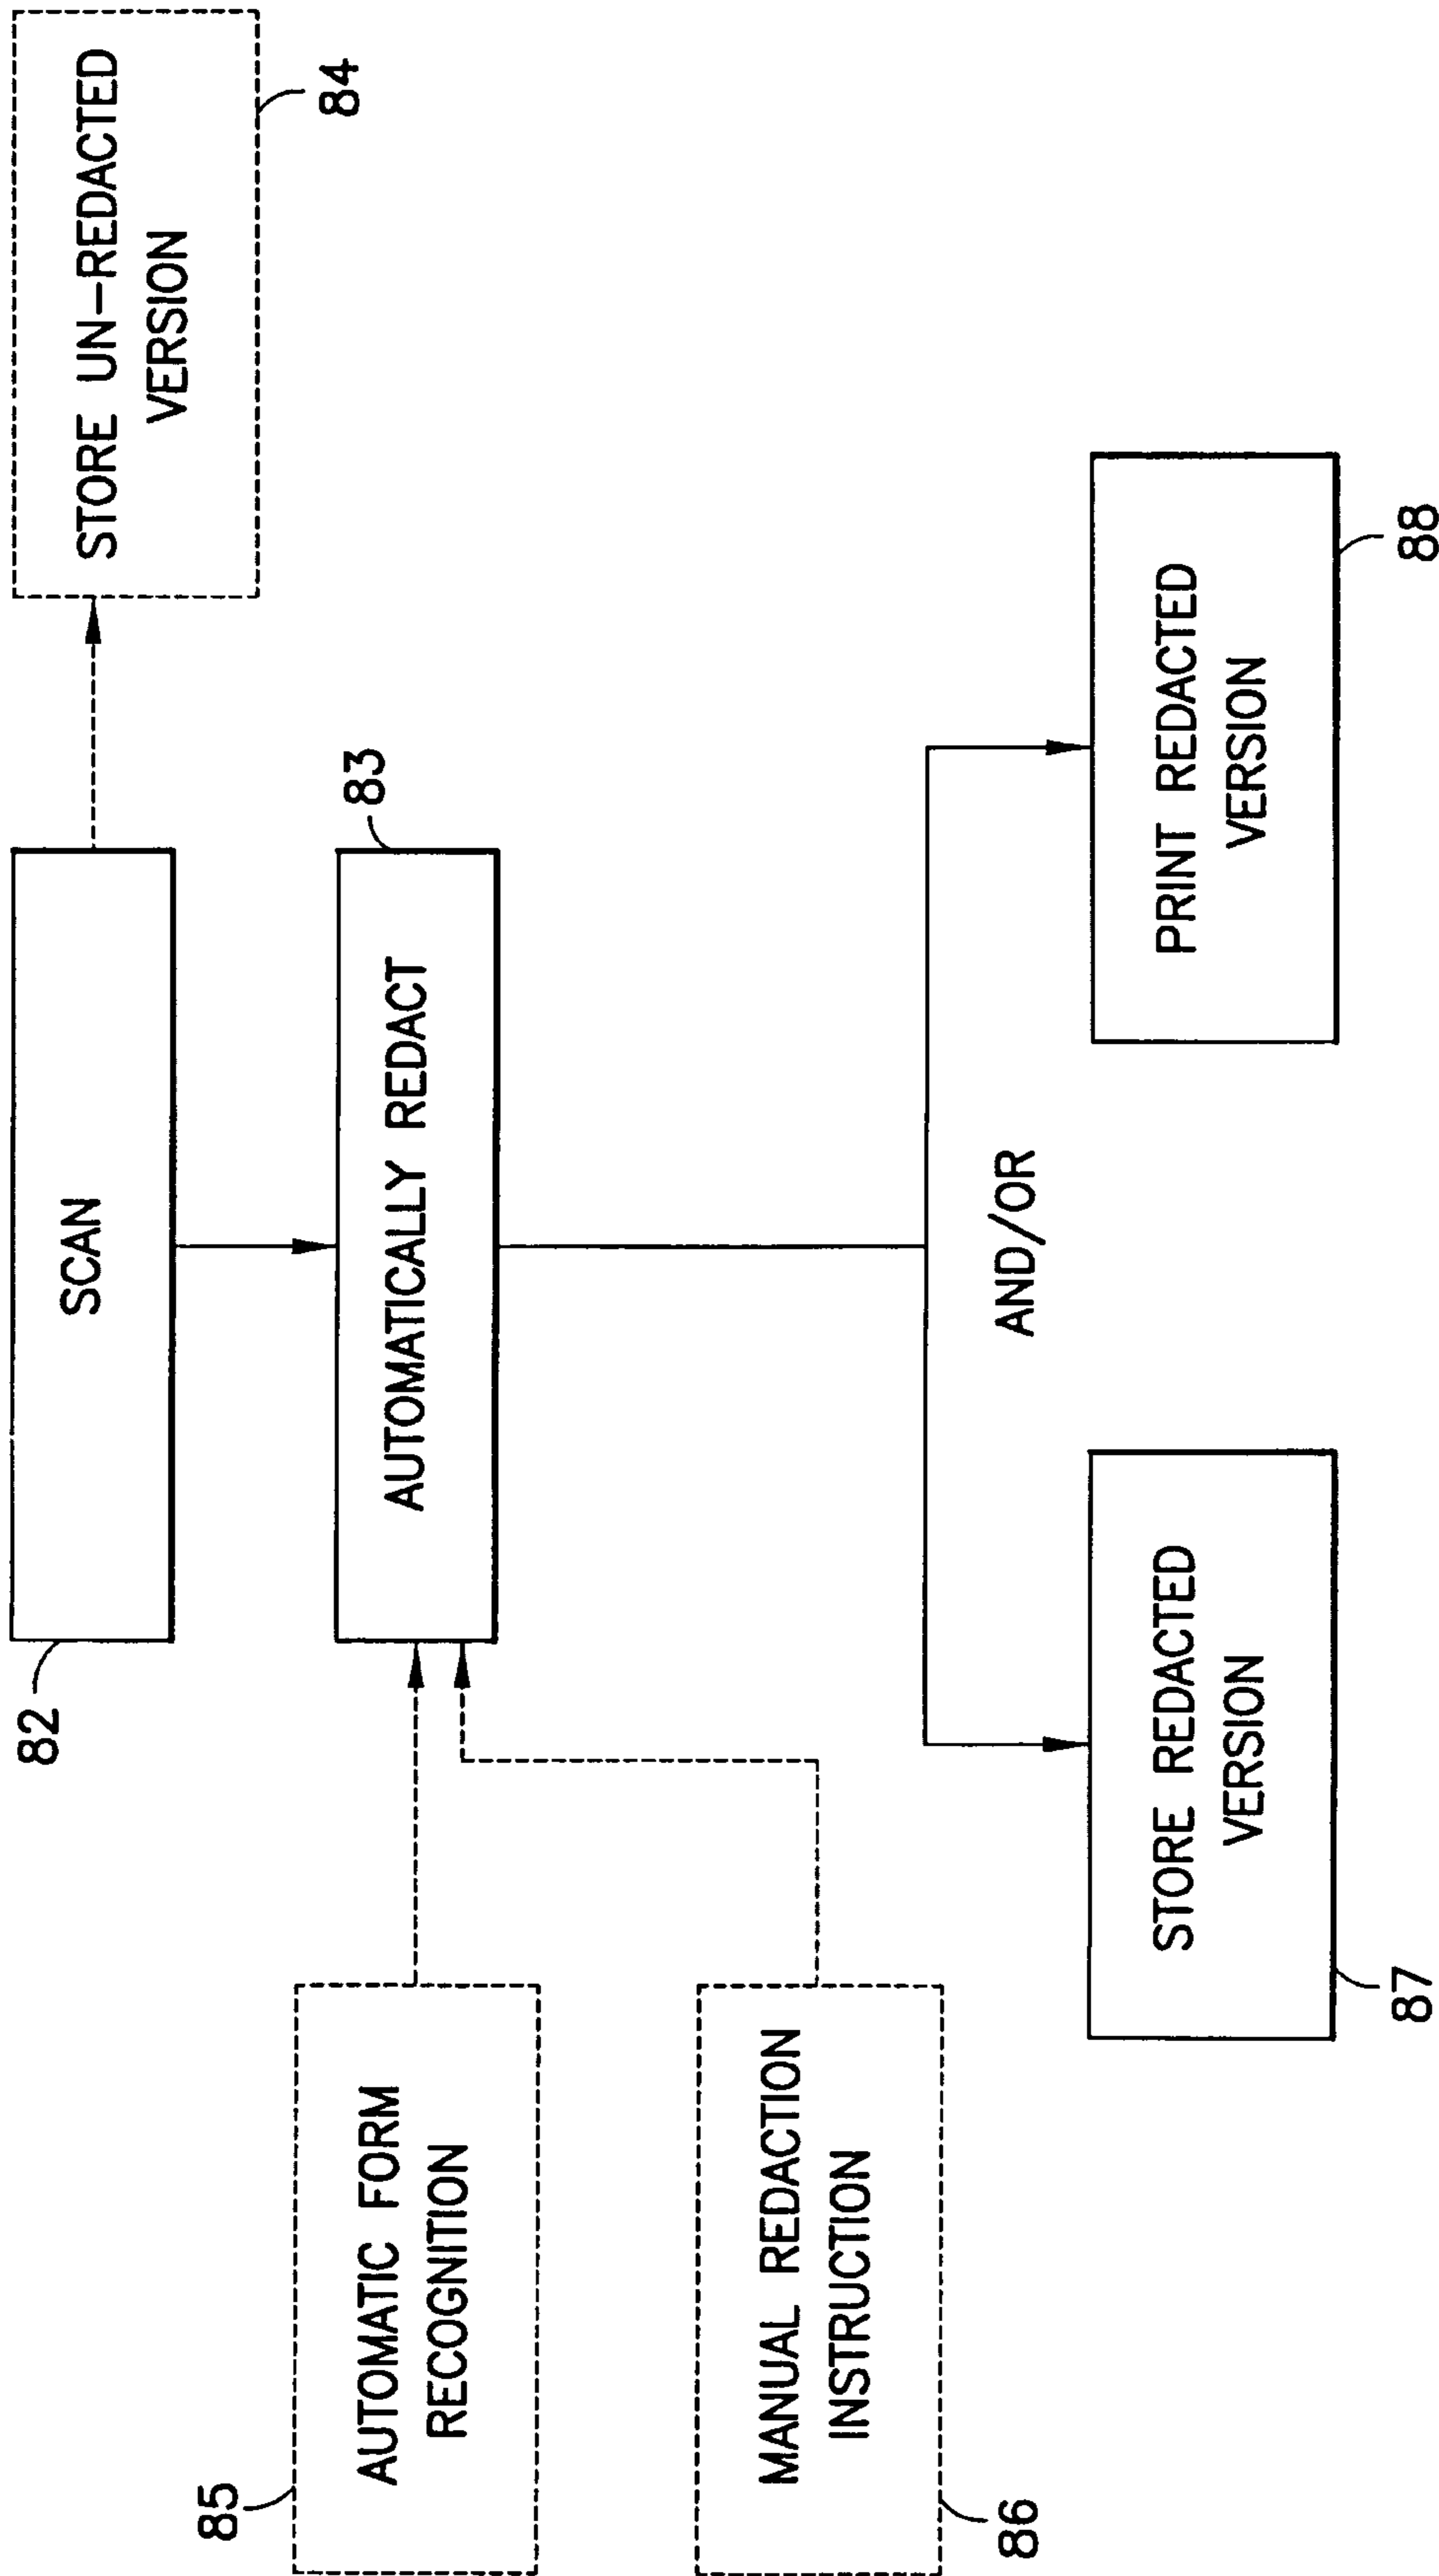 82
SCAN
STORE UN-REDACTED
VERSION
84
85
AUTOMATIC FORM
RECOGNITION
AUTOMATICALLY REDACT
83
MANUAL REDACTION
INSTRUCTION
86
AND/OR
STORE REDACTED
VERSION
87
PRINT REDACTED
VERSION
88